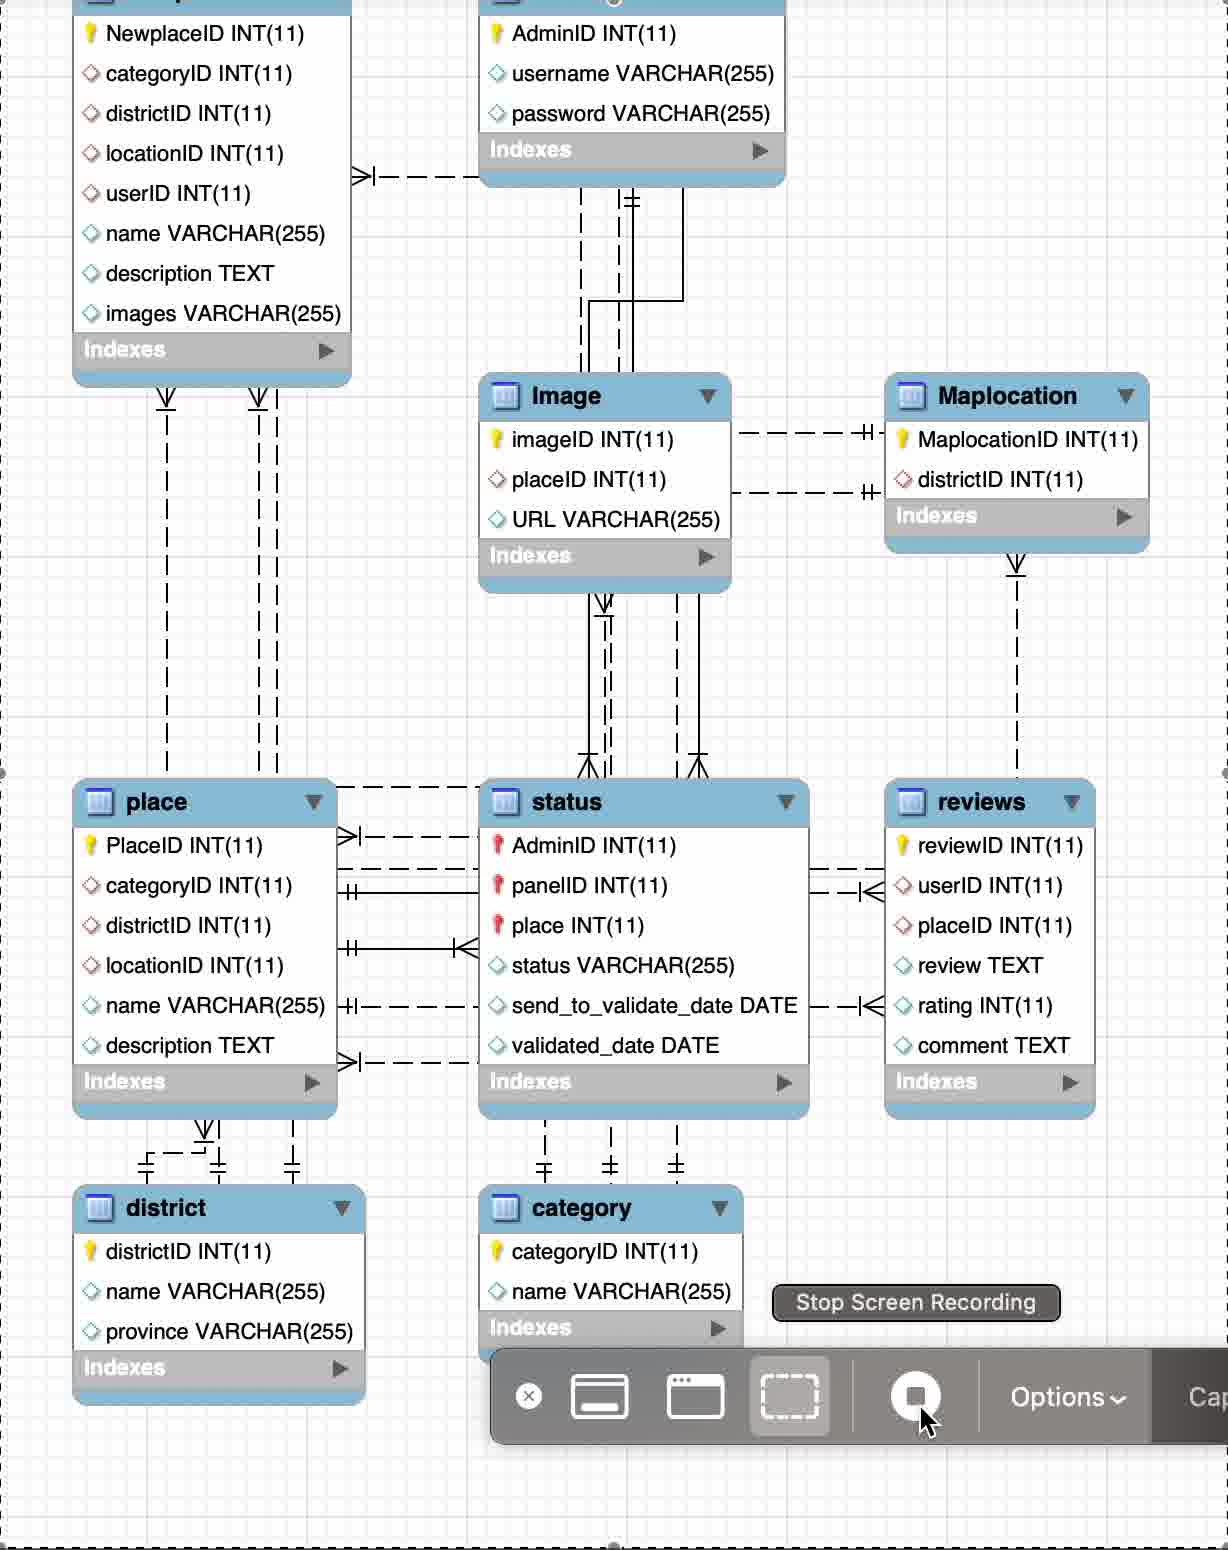 NewplaceID INT(11)
categoryID INT(11)
districtID INT(11)
locationID INT(11)
userID INT(11)
name VARCHAR(255)
description TEXT
images VARCHAR(255)
Indexes
AdminID INT(11)
username VARCHAR(255)
password VARCHAR(255)
Indexes
Image
imageID INT(11)
placeID INT(11)
URL VARCHAR(255)
Indexes
Maplocation
MaplocationID INT(11)
districtID INT(11)
Indexes
place
PlaceID INT(11)
categoryID INT(11)
districtID INT(11)
locationID INT(11)
name VARCHAR(255)
description TEXT
Indexes
status
AdminID INT(11)
panelID INT(11)
place INT(11)
status VARCHAR(255)
send_to_validate_date DATE
validated_date DATE
Indexes
reviews
reviewID INT(11)
userID INT(11)
placeID INT(11)
review TEXT
rating INT(11)
comment TEXT
Indexes
district
districtID INT(11)
name VARCHAR(255)
province VARCHAR(255)
Indexes
category
categoryID INT(11)
name VARCHAR(255)
Indexes
Stop Screen Recording
Options
Cap